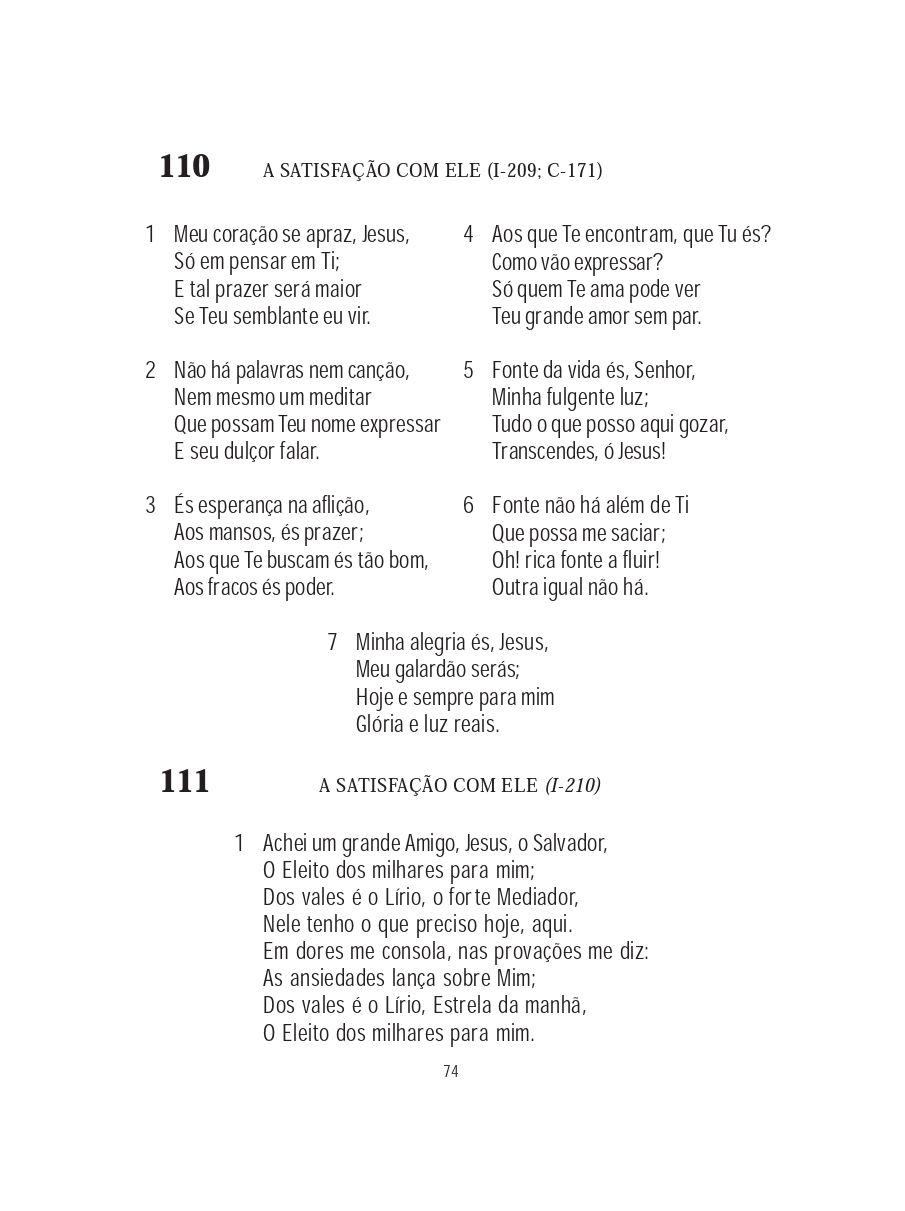 110 A SATISFAÇÃO COM ELE (I-209; C-171)
1 Meu coração se apraz, Jesus,
Só em pensar em Ti;
E tal prazer será maior
Se Teu semblante eu vir.
2 Não há palavras nem canção,
Nem mesmo um meditar
Que possam Teu nome expressar
E seu dulçor falar.
3 És esperança na aflição,
Aos mansos, és prazer;
Aos que Te buscam és tão bom,
Aos fracos és poder.
4 Aos que Te encontram, que Tu és?
Como vão expressar?
Só quem Te ama pode ver
Teu grande amor sem par.
5 Fonte da vida és, Senhor,
Minha fulgente luz;
Tudo o que posso aqui gozar,
Transcendes, ó Jesus!
6 Fonte não há além de Ti
Que possa me saciar;
Oh! rica fonte a fluir!
Outra igual não há.
7 Minha alegria és, Jesus,
Meu galardão serás;
Hoje e sempre para mim
Glória e luz reais.
111 A SATISFAÇÃO COM ELE (I-210)
1 Achei um grande Amigo, Jesus, o Salvador,
O Eleito dos milhares para mim;
Dos vales é o Lírio, o forte Mediador,
Nele tenho o que preciso hoje, aqui.
Em dores me consola, nas provações me diz:
As ansiedades lança sobre Mim;
Dos vales é o Lírio, Estrela da manhã,
O Eleito dos milhares para mim.
74